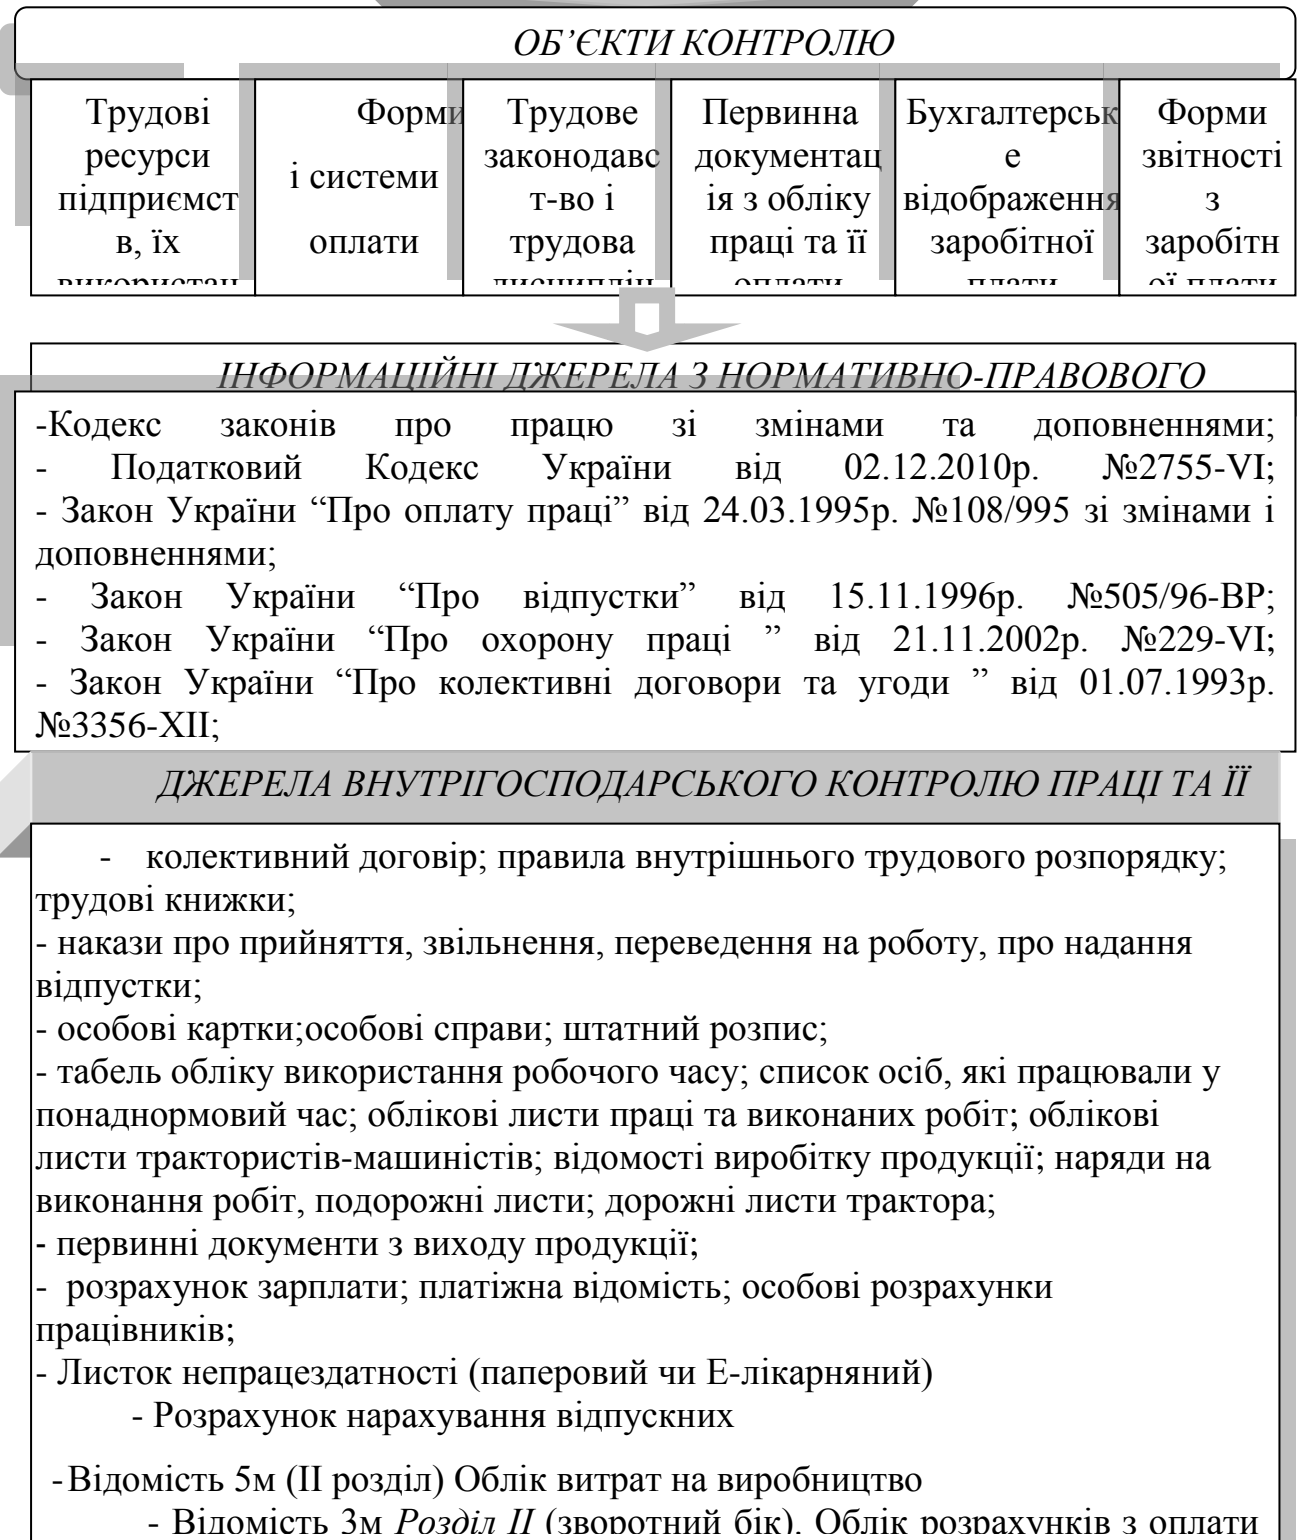 ОБ’ЄКТИ КОНТРОЛЮ
Трудові
ресурси
підприємст
в, їх
використан
Форми
і системи
оплати
Трудове
законодавс
т-во і
трудова
дисциплін
Первинна
документац
ія з обліку
праці та її
оплати
Бухгалтерськ
е
відображення
заробітної
плати
Форми
звітності
з
заробітн
ої плати
ІНФОРМАЦІЙНІ ДЖЕРЕЛА З НОРМАТИВНО-ПРАВОВОГО
-Кодекс законів про працю зі змінами та доповненнями;
- Податковий Кодекс України від 02.12.2010р. №2755-VI;
- Закон України “Про оплату праці” від 24.03.1995р. №108/995 зі змінами і
доповненнями;
- Закон України “Про відпустки” від 15.11.1996р. №505/96-ВР;
- Закон України “Про охорону праці ” від 21.11.2002р. №229-VI;
- Закон України “Про колективні договори та угоди ” від 01.07.1993р.
№3356-XII;
ДЖЕРЕЛА ВНУТРІГОСПОДАРСЬКОГО КОНТРОЛЮ ПРАЦІ ТА ЇЇ
- колективний договір; правила внутрішнього трудового розпорядку;
трудові книжки;
- накази про прийняття, звільнення, переведення на роботу, про надання
відпустки;
- особові картки;особові справи; штатний розпис;
- табель обліку використання робочого часу; список осіб, які працювали у
понаднормовий час; облікові листи праці та виконаних робіт; облікові
листи трактористів-машиністів; відомості виробітку продукції; наряди на
виконання робіт, подорожні листи; дорожні листи трактора;
- первинні документи з виходу продукції;
- розрахунок зарплати; платіжна відомість; особові розрахунки
працівників;
- Листок непрацездатності (паперовий чи Е-лікарняний)
- Розрахунок нарахування відпускних
- Відомість 5м (ІІ розділ) Облік витрат на виробництво
- Відомість 3м Розділ ІІ (зворотний бік). Облік розрахунків з оплати